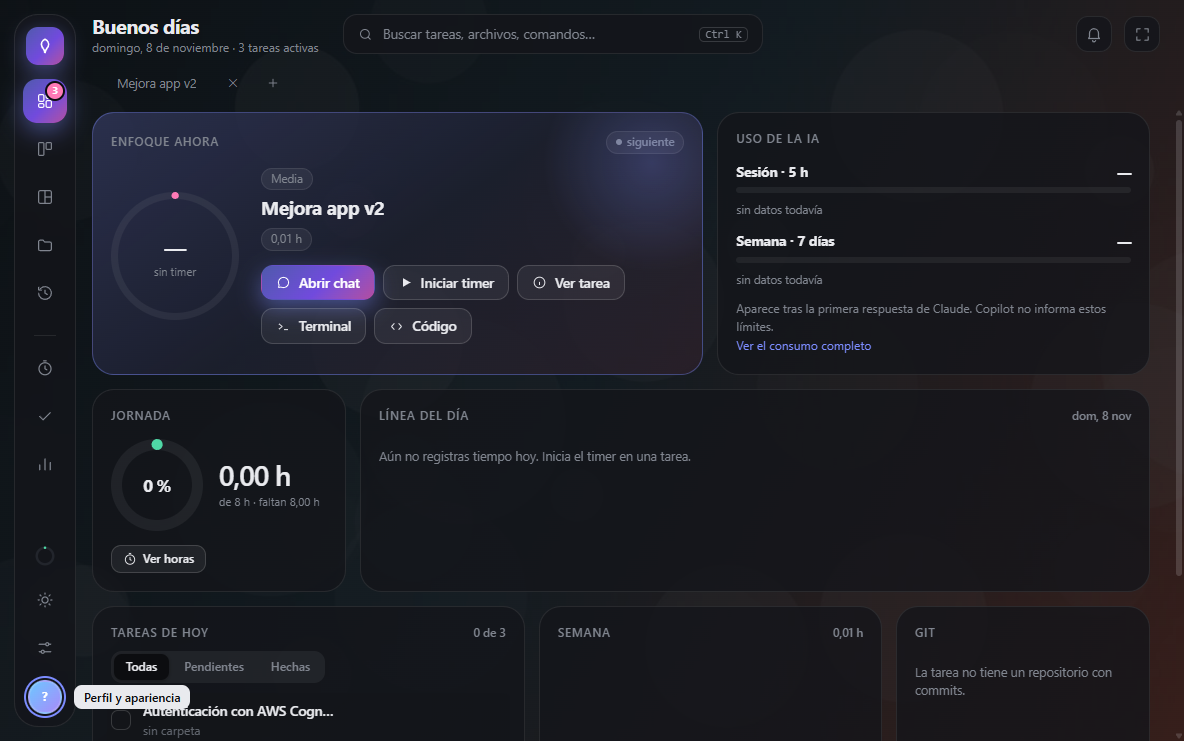 Buenos días
domingo, 8 de noviembre · 3 tareas activas
Buscar tareas, archivos, comandos...
Ctrl K
3
Mejora app v2
ENFOQUE AHORA
siguiente
Media
Mejora app v2
0,01 h
—
sin timer
Abrir chat
Iniciar timer
Ver tarea
Terminal
Código
USO DE LA IA
Sesión · 5 h
—
sin datos todavía
Semana · 7 días
—
sin datos todavía
Aparece tras la primera respuesta de Claude. Copilot no informa estos
límites.
Ver el consumo completo
JORNADA
0 %
0,00 h
de 8 h · faltan 8,00 h
Ver horas
LÍNEA DEL DÍA
dom, 8 nov
Aún no registras tiempo hoy. Inicia el timer en una tarea.
TAREAS DE HOY
0 de 3
Todas
Pendientes
Hechas
Autenticación con AWS Cogn...
sin carpeta
SEMANA
0,01 h
GIT
La tarea no tiene un repositorio con
commits.
?
Perfil y apariencia